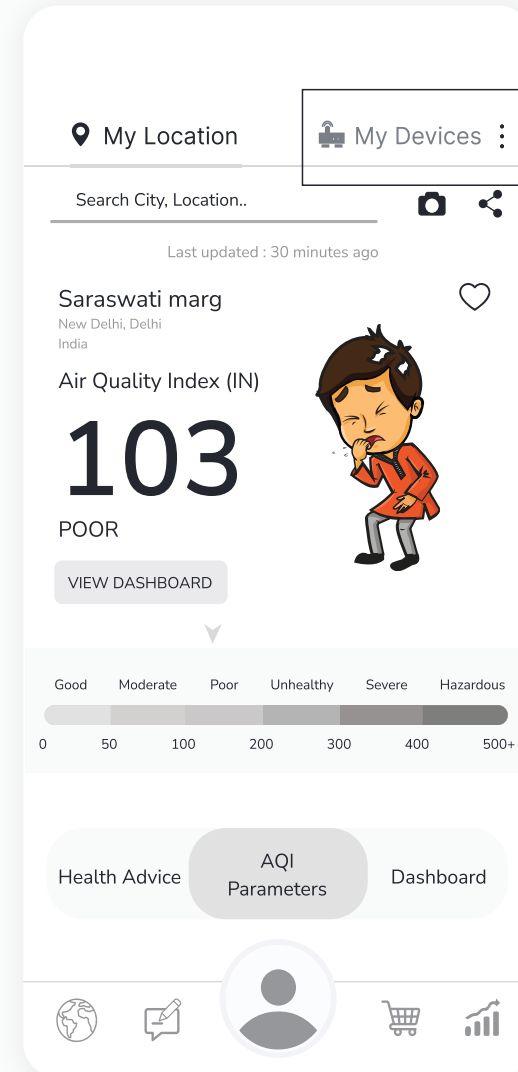 My Location
My Devices
Search City, Location..
Last updated : 30 minutes ago
Saraswati marg
New Delhi, Delhi
India
Air Quality Index (IN)
103
POOR
VIEW DASHBOARD
Good Moderate Poor Unhealthy Severe Hazardous
0 50 100 200 300 400 500+
Health Advice
AQI
Parameters
Dashboard